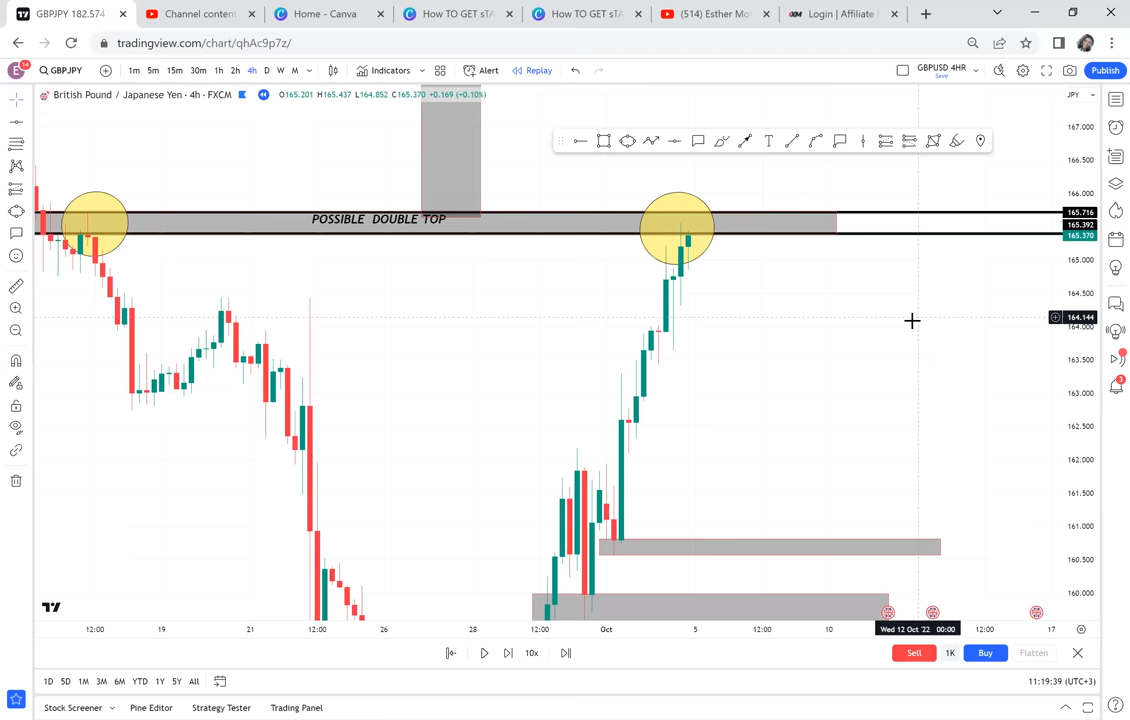 GBPJPY 182.574
Channel content
Home - Canva
How TO GET sTA
How TO GET sTA
(514) Esther Mo
Login | Affiliate
tradingview.com/chart/qhAc9p7z/
E 14 GBPJPY 1m 5m 15m 30m 1h 2h 4h D W M Indicators Alert Replay GBPUSD 4HR Save Publish
British Pound / Japanese Yen · 4h · FXCM O165.201 H165.437 L164.852 C165.370 +0.169 (+0.10%) JPY
167.000
166.500
166.000
165.716
POSSIBLE DOUBLE TOP
165.392
165.370
165.000
164.500
164.144
164.000
163.500
163.000
162.500
162.000
161.500
161.000
160.500
160.000
12:00 19 21 12:00 26 28 12:00 Oct 5 12:00 10 Wed 12 Oct '22 00:00 12:00 17
10x Sell 1K Buy Flatten
1D 5D 1M 3M 6M YTD 1Y 5Y All 11:19:39 (UTC+3)
Stock Screener Pine Editor Strategy Tester Trading Panel
3